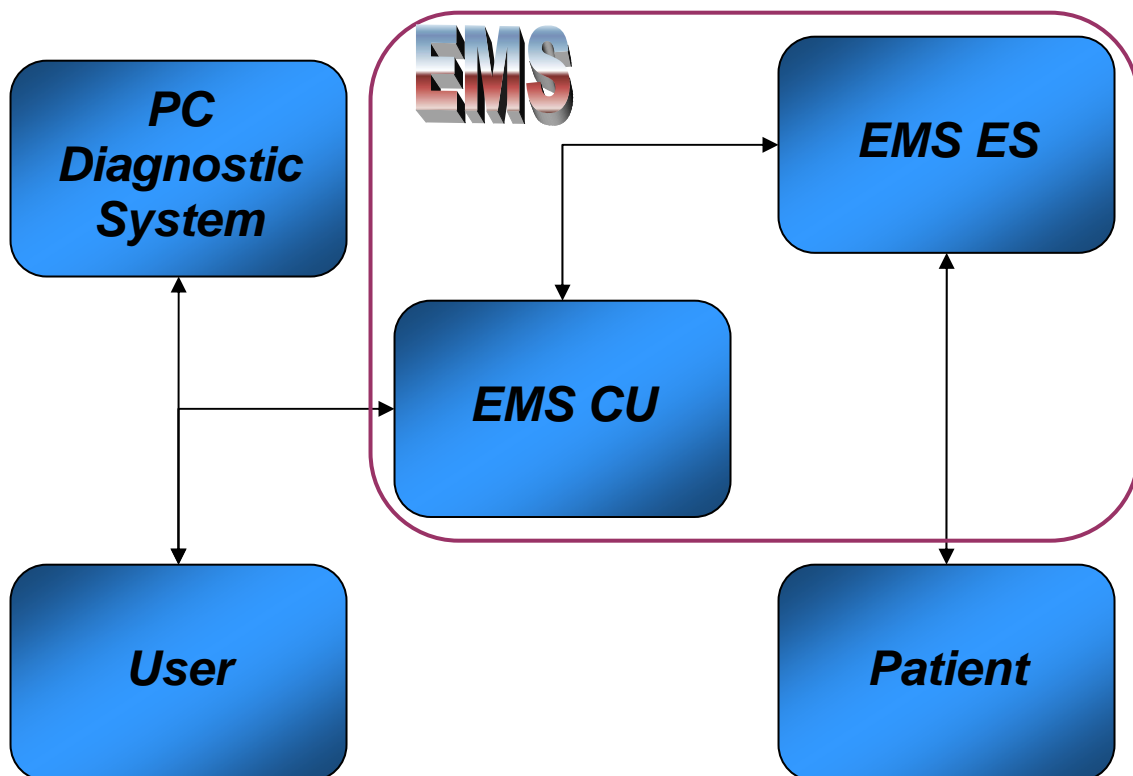 EMS
PC
Diagnostic
System
EMS ES
EMS CU
User
Patient